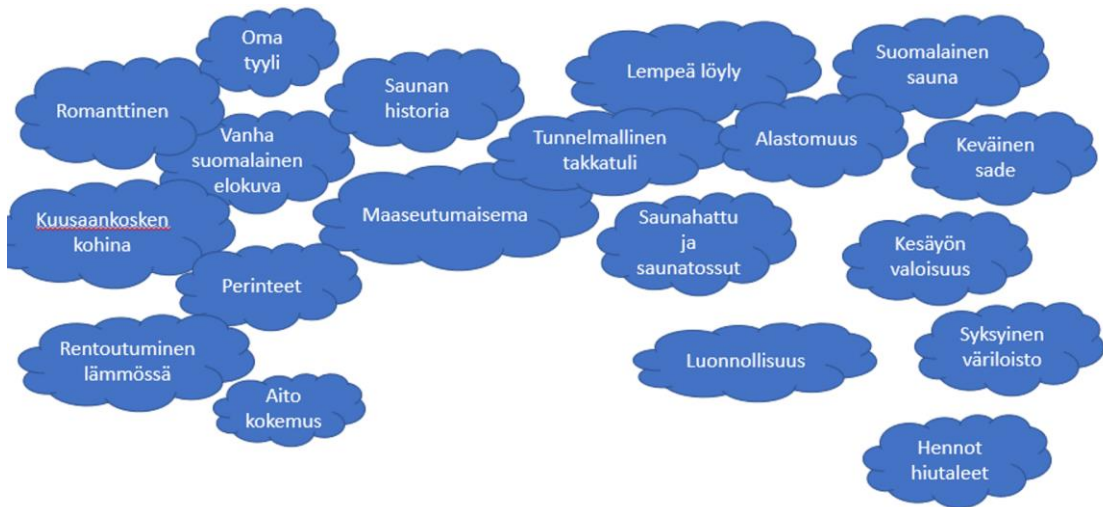 Oma
tyyli
Romanttinen
Saunan
historia
Vanha
suomalainen
elokuva
Kuusaankosken
kohina
Perinteet
Rentoutuminen
lämmössä
Aito
kokemus
Maaseutumaisema
Lempeä löyly
Tunnelmallinen
takkatuli
Alastomuus
Suomalainen
sauna
Keväinen
sade
Saunahattu
ja
saunatossut
Kesäyön
valoisuus
Luonnollisuus
Syksyinen
väriloisto
Hennot
hiutaleet